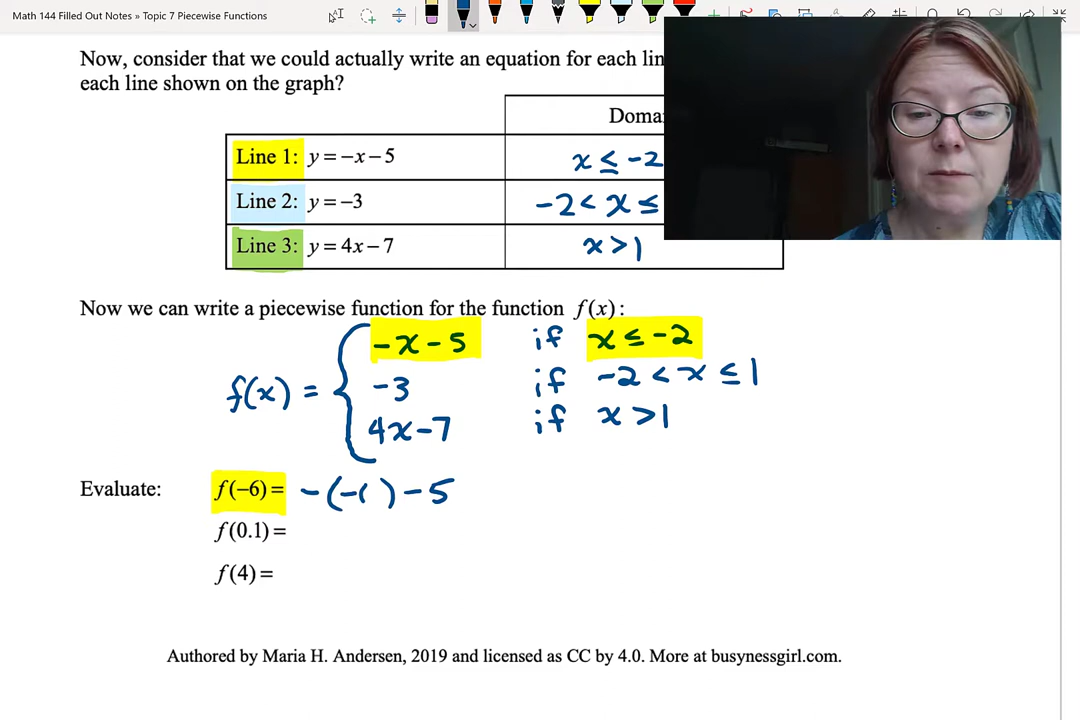 Math 144 Filled Out Notes » Topic 7 Piecewise Functions
Now, consider that we could actually write an equation for each lin
each line shown on the graph?
Doma
Line 1: y = −x − 5 x ≤ -2
Line 2: y = −3 -2 < x ≤
Line 3: y = 4x − 7 x > 1
Now we can write a piecewise function for the function f(x):
-x - 5 if x ≤ -2
f(x) = { -3 if -2 < x ≤ 1
4x - 7 if x > 1
Evaluate: f(−6) = -(-( ) - 5
f(0.1) =
f(4) =
Authored by Maria H. Andersen, 2019 and licensed as CC by 4.0. More at busynessgirl.com.